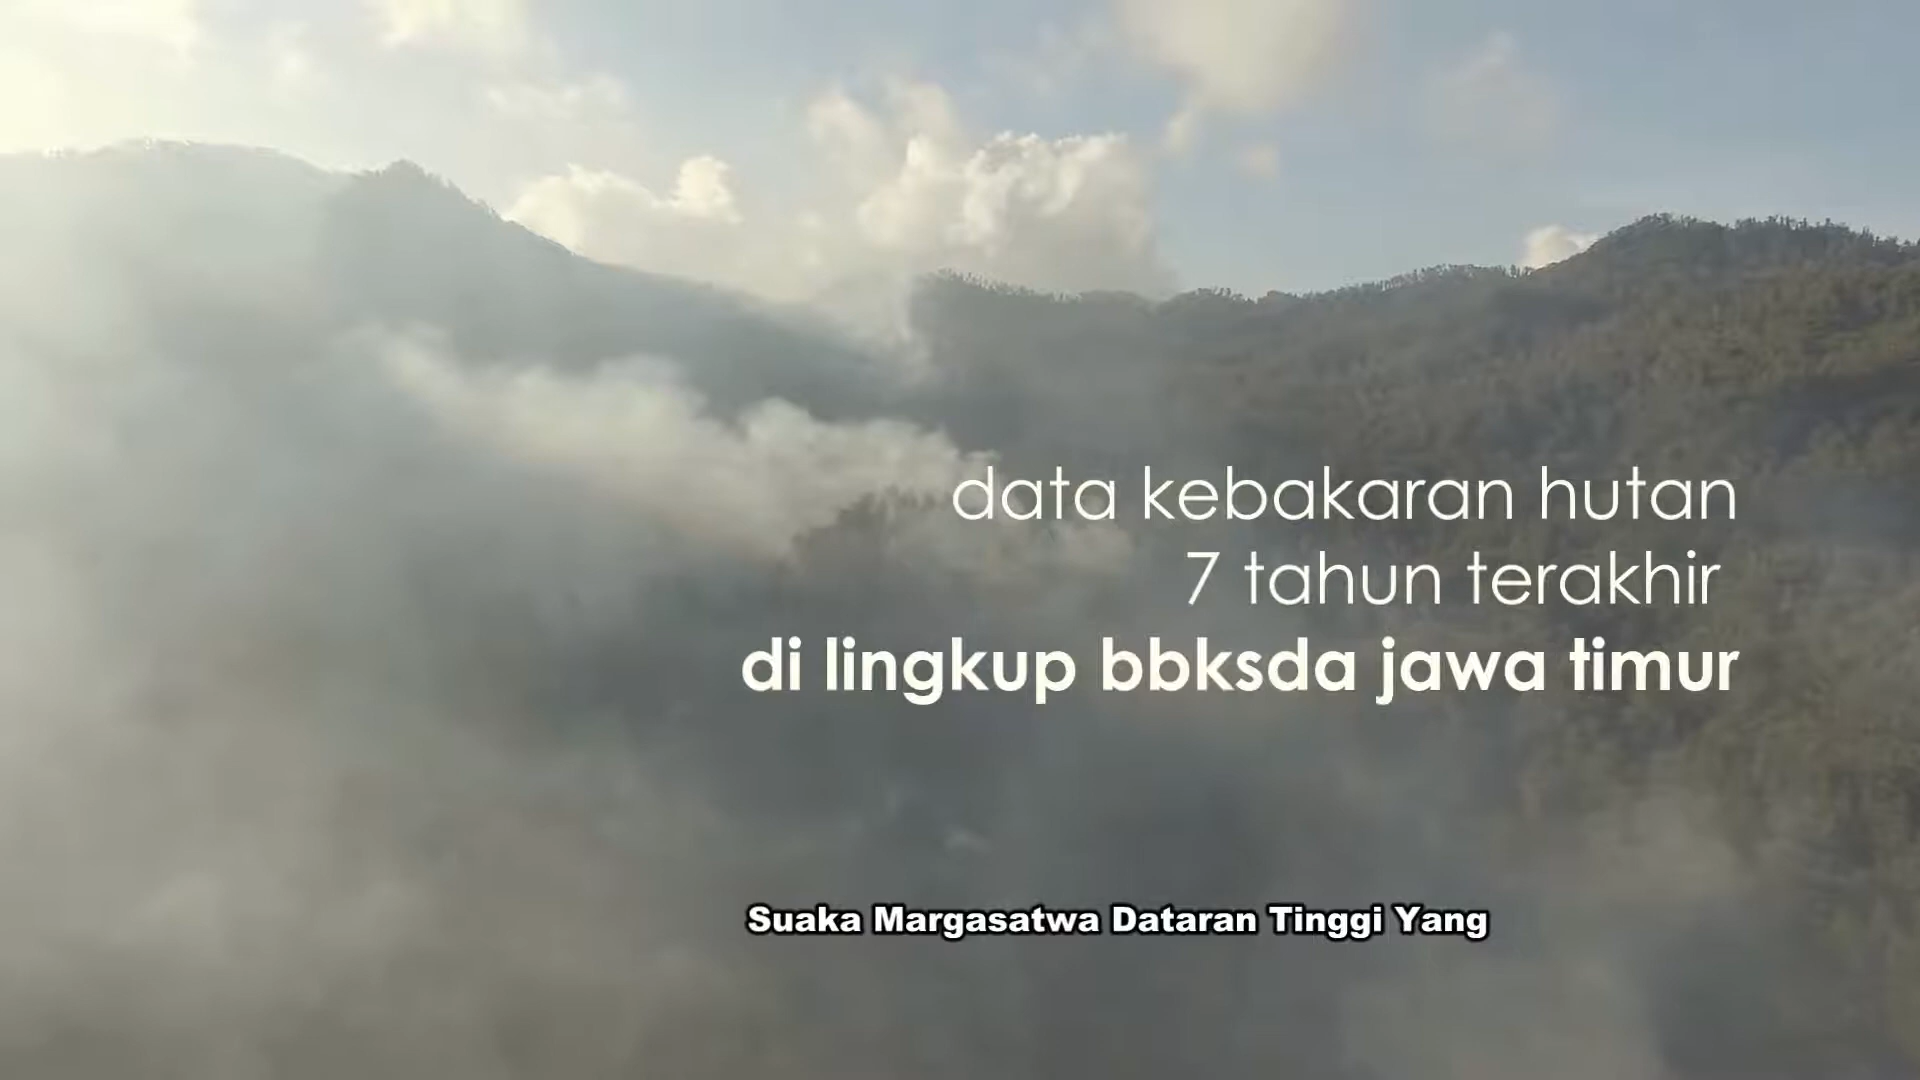 data kebakaran hutan
7 tahun terakhir
di lingkup bbksda jawa timur
Suaka Margasatwa Dataran Tinggi Yang